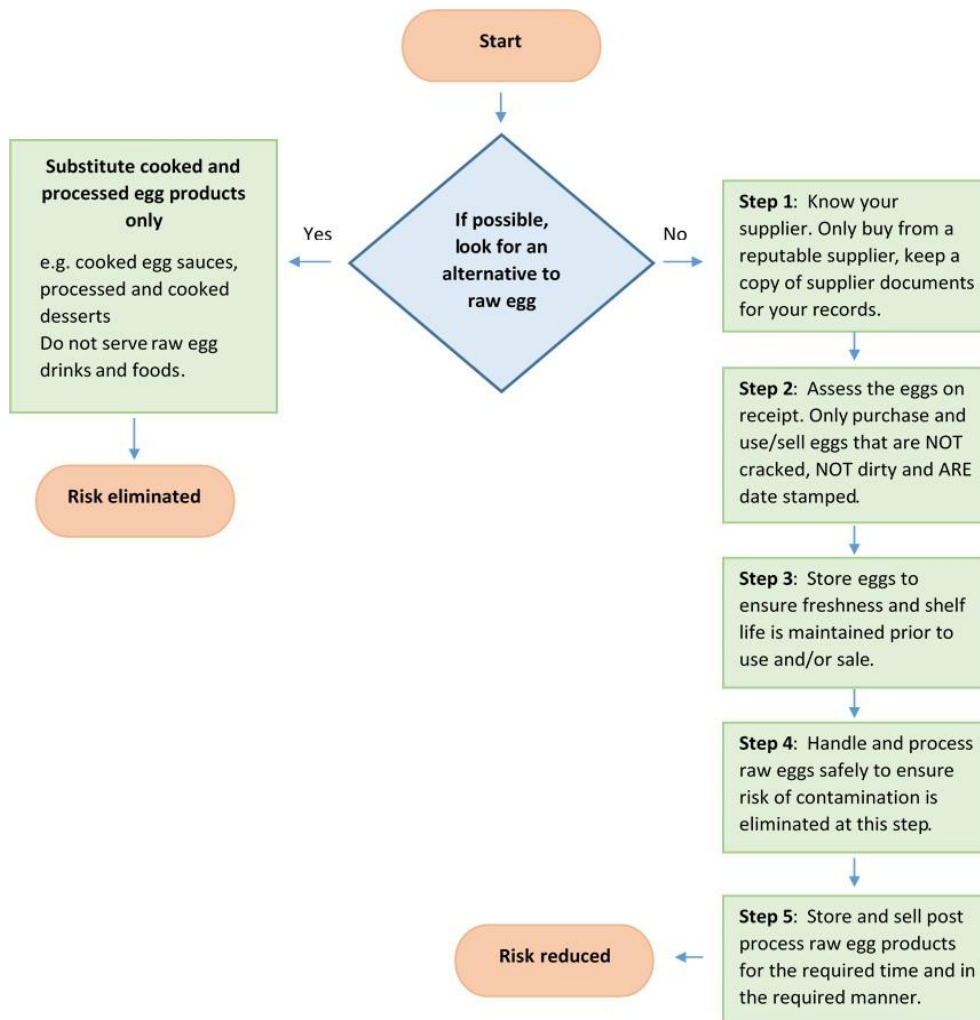 Start
If possible,
look for an
alternative to
raw egg
Yes
Substitute cooked and
processed egg products
only
e.g. cooked egg sauces,
processed and cooked
desserts
Do not serve raw egg
drinks and foods.
Risk eliminated
No
Step 1: Know your
supplier. Only buy from a
reputable supplier, keep a
copy of supplier documents
for your records.
Step 2: Assess the eggs on
receipt. Only purchase and
use/sell eggs that are NOT
cracked, NOT dirty and ARE
date stamped.
Step 3: Store eggs to
ensure freshness and shelf
life is maintained prior to
use and/or sale.
Step 4: Handle and process
raw eggs safely to ensure
risk of contamination is
eliminated at this step.
Step 5: Store and sell post
process raw egg products
for the required time and in
the required manner.
Risk reduced